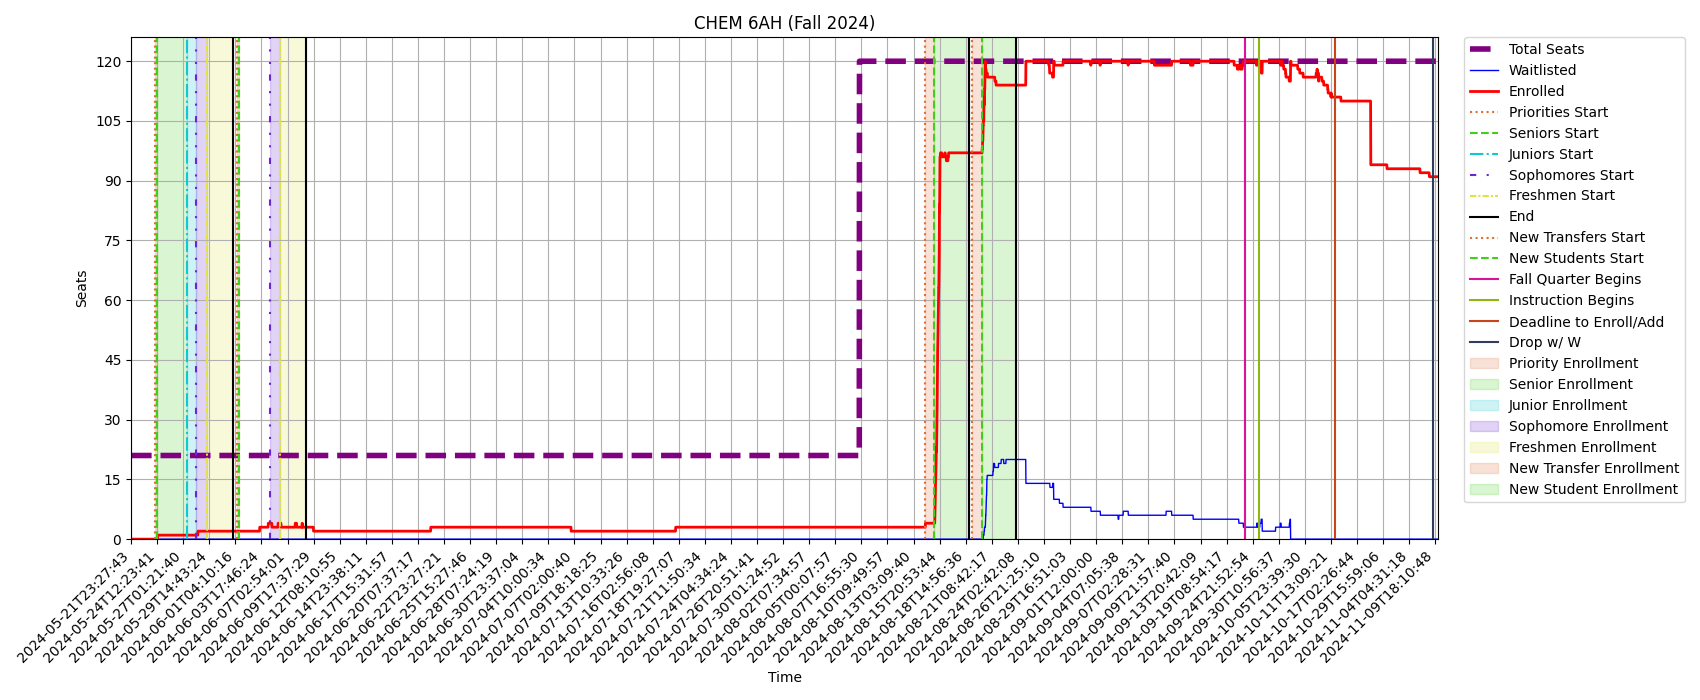 CHEM 6AH (Fall 2024)
Seats
120
105
90
75
60
45
30
15
0
2024-05-21T23:27:43
2024-05-24T12:23:41
2024-05-27T01:21:40
2024-05-29T14:43:24
2024-06-01T04:10:16
2024-06-03T17:46:24
2024-06-07T02:54:01
2024-06-09T17:37:29
2024-06-12T08:10:55
2024-06-14T23:38:11
2024-06-17T15:31:57
2024-06-20T07:37:17
2024-06-22T23:27:21
2024-06-25T15:27:46
2024-06-28T07:24:19
2024-06-30T23:37:04
2024-07-04T10:00:34
2024-07-07T02:00:40
2024-07-09T18:18:25
2024-07-13T10:33:26
2024-07-16T02:56:08
2024-07-18T19:27:07
2024-07-21T11:50:34
2024-07-24T04:34:24
2024-07-26T20:51:41
2024-07-30T01:24:52
2024-08-02T07:34:57
2024-08-05T00:07:57
2024-08-07T16:55:30
2024-08-10T09:49:57
2024-08-13T03:09:40
2024-08-15T20:53:44
2024-08-18T14:56:36
2024-08-21T08:42:17
2024-08-24T02:42:08
2024-08-26T21:25:10
2024-08-29T16:51:03
2024-09-01T12:00:00
2024-09-04T07:05:38
2024-09-07T02:28:31
2024-09-09T21:57:40
2024-09-13T20:42:09
2024-09-19T08:54:17
2024-09-24T21:52:54
2024-09-30T10:56:37
2024-10-05T23:39:30
2024-10-11T13:09:21
2024-10-17T02:26:44
2024-10-29T15:59:06
2024-11-04T04:31:18
2024-11-09T18:10:48
Time
Total Seats
Waitlisted
Enrolled
Priorities Start
Seniors Start
Juniors Start
Sophomores Start
Freshmen Start
End
New Transfers Start
New Students Start
Fall Quarter Begins
Instruction Begins
Deadline to Enroll/Add
Drop w/ W
Priority Enrollment
Senior Enrollment
Junior Enrollment
Sophomore Enrollment
Freshmen Enrollment
New Transfer Enrollment
New Student Enrollment